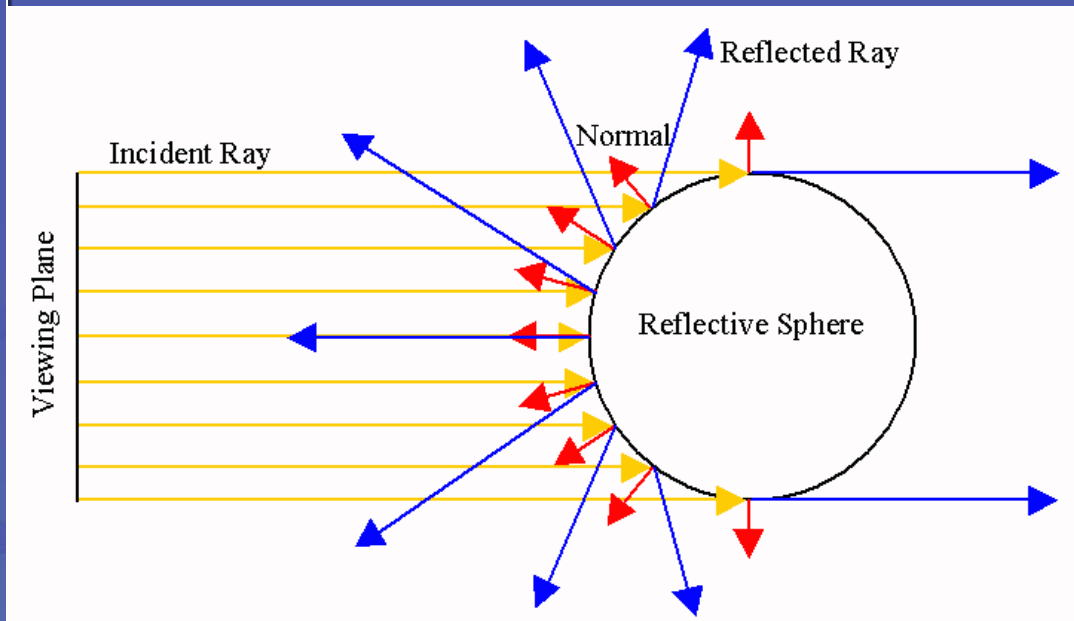 Reflected Ray
Normal
Incident Ray
Viewing Plane
Reflective Sphere